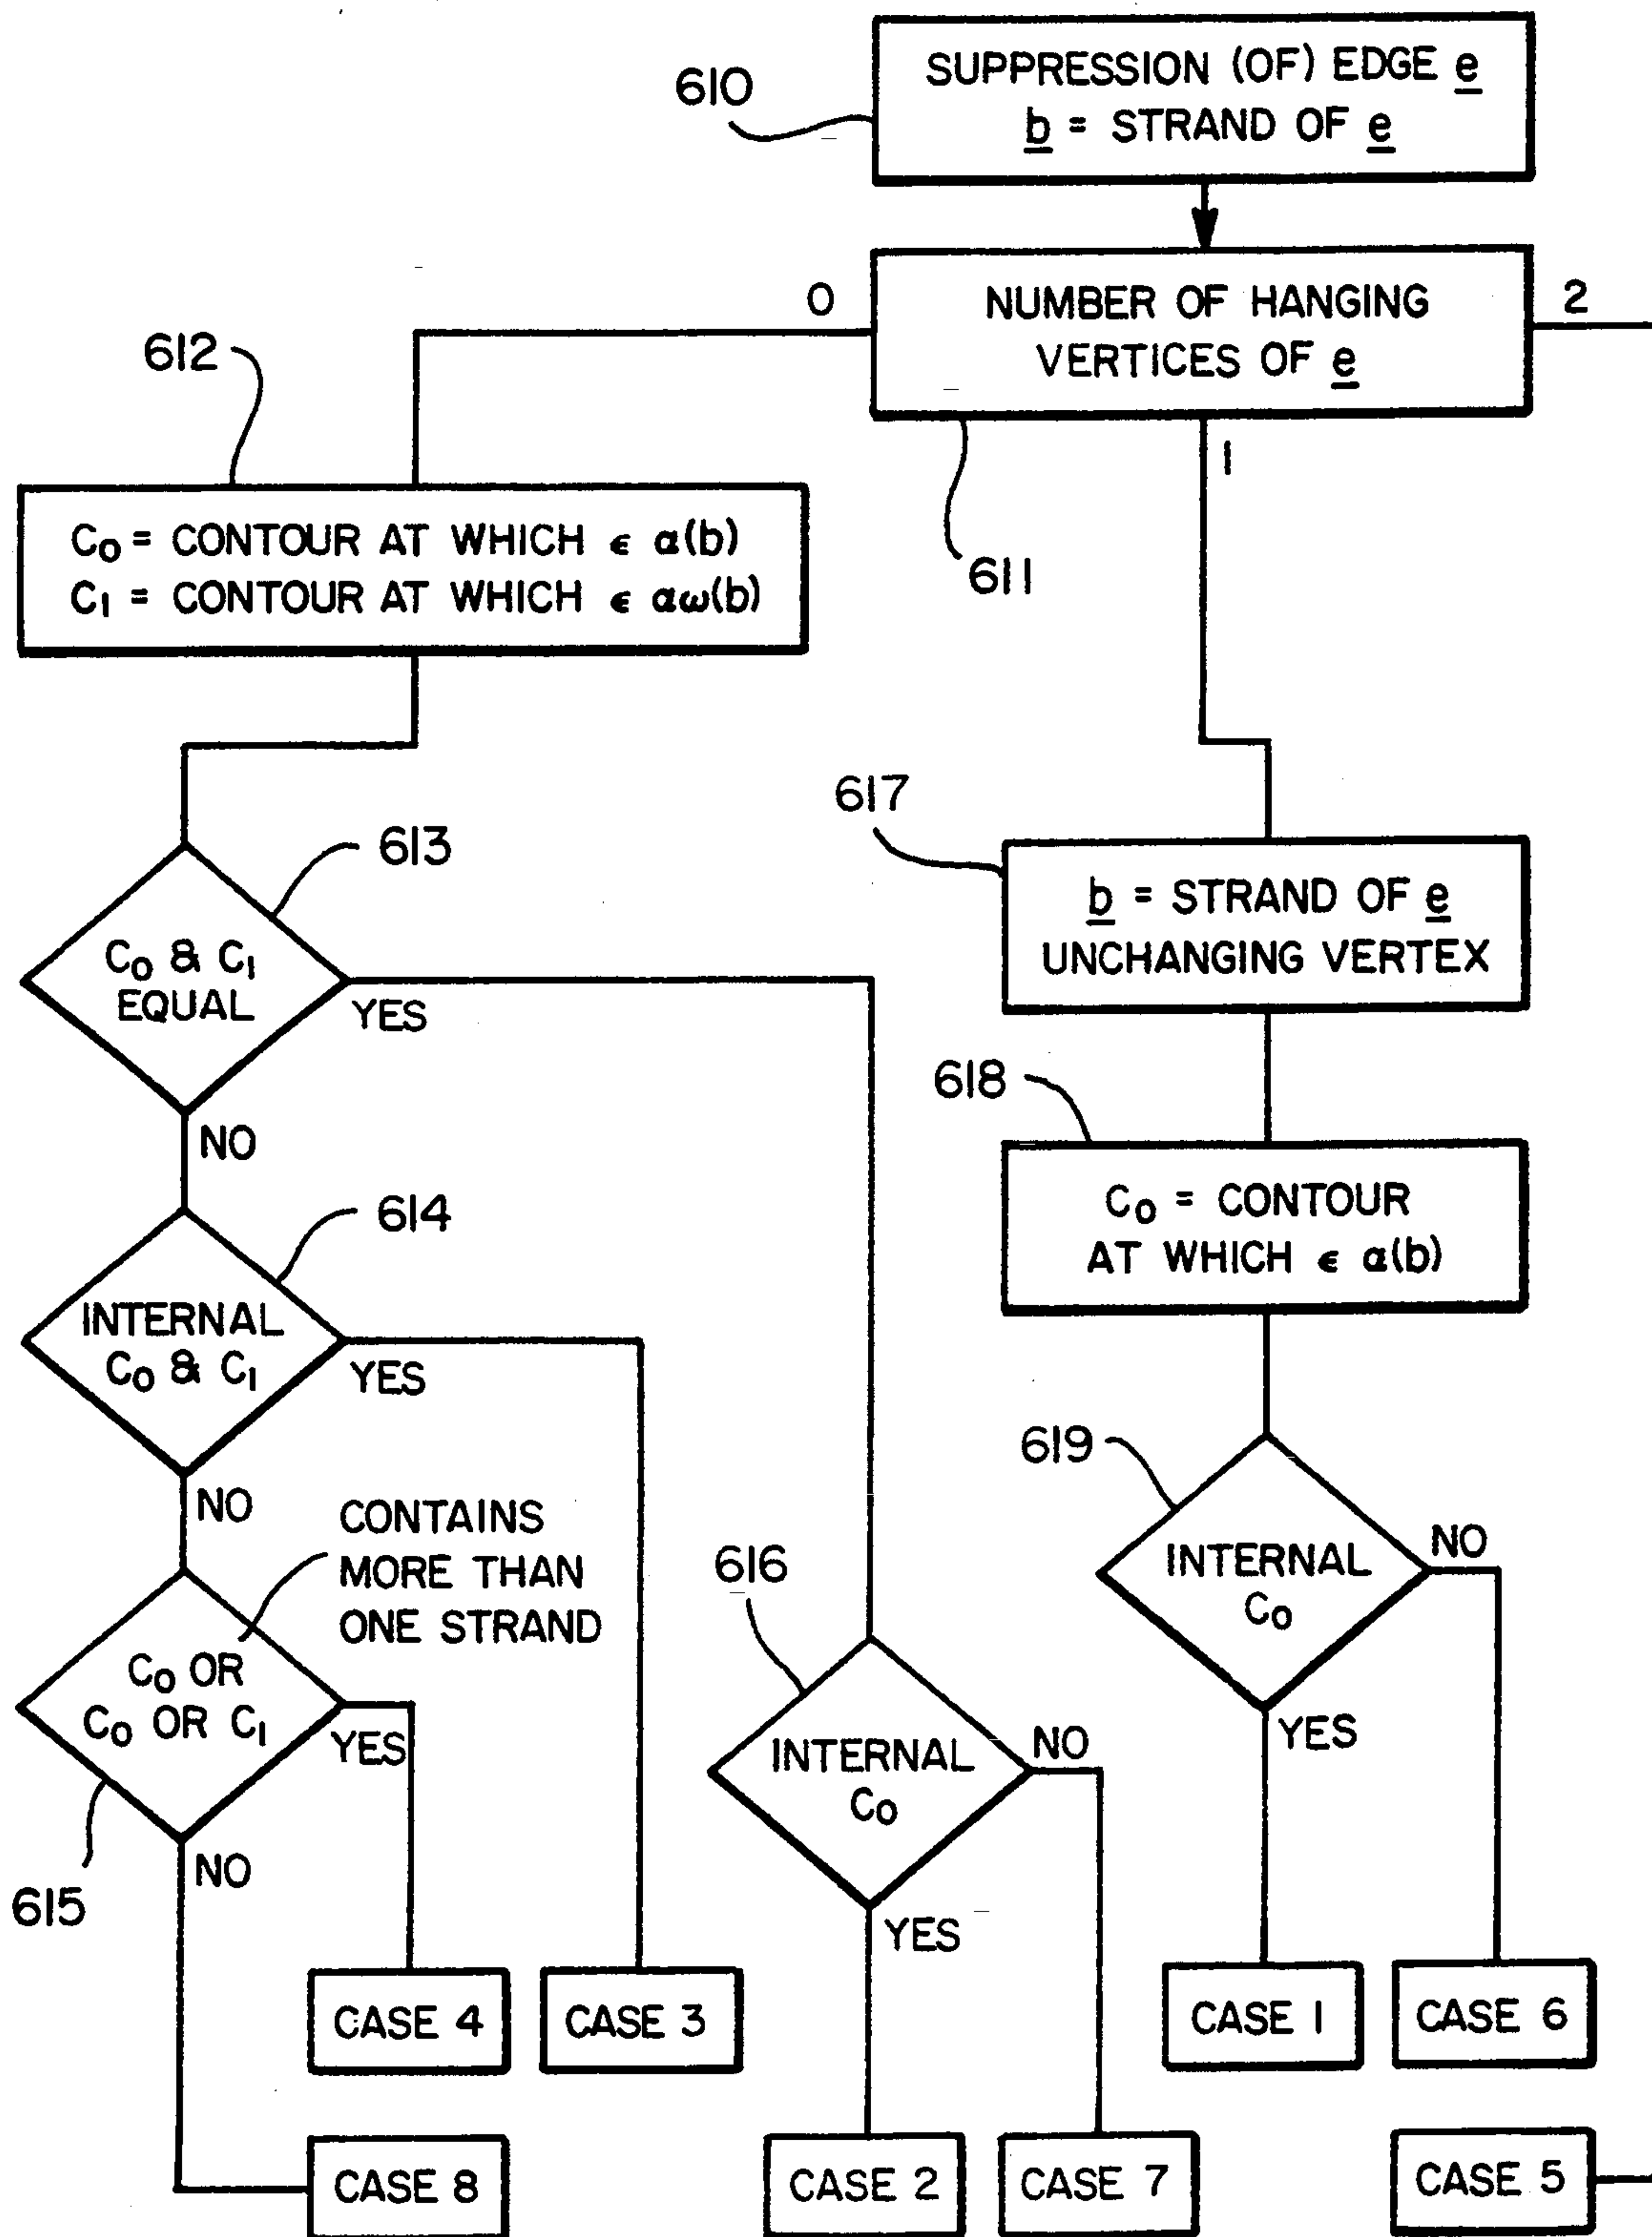 610
SUPPRESSION (OF) EDGE e
b = STRAND OF e
0
NUMBER OF HANGING
VERTICES OF e
2
612
1
611
C₀ = CONTOUR AT WHICH ϵ α(b)
C₁ = CONTOUR AT WHICH ϵ αω(b)
613
C₀ & C₁
EQUAL
YES
NO
617
b = STRAND OF e
UNCHANGING VERTEX
618
C₀ = CONTOUR
AT WHICH ϵ α(b)
614
INTERNAL
C₀ & C₁
YES
NO
CONTAINS
MORE THAN
ONE STRAND
C₀ OR
C₀ OR C₁
YES
615
NO
616
INTERNAL
C₀
NO
YES
619
INTERNAL
C₀
NO
YES
CASE 4
CASE 3
CASE 1
CASE 6
CASE 8
CASE 2
CASE 7
CASE 5